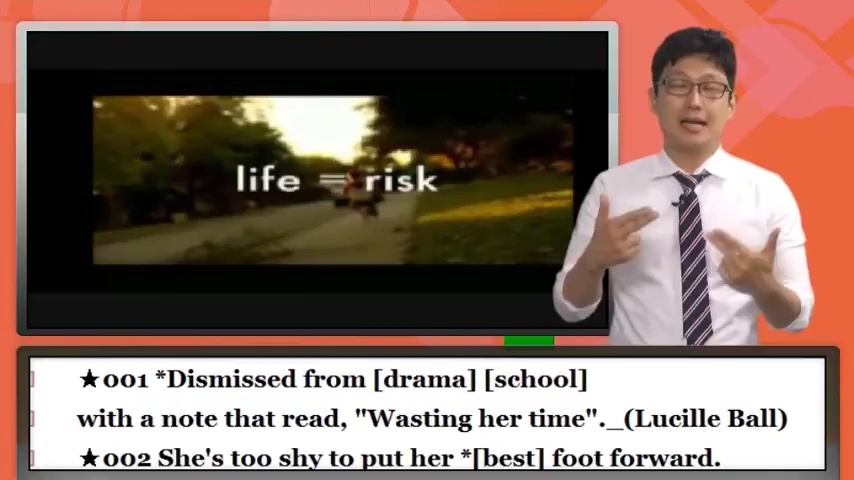 life = risk
★001 *Dismissed from [drama] [school]
with a note that read, "Wasting her time"._(Lucille Ball)
★002 She's too shy to put her *[best] foot forward.